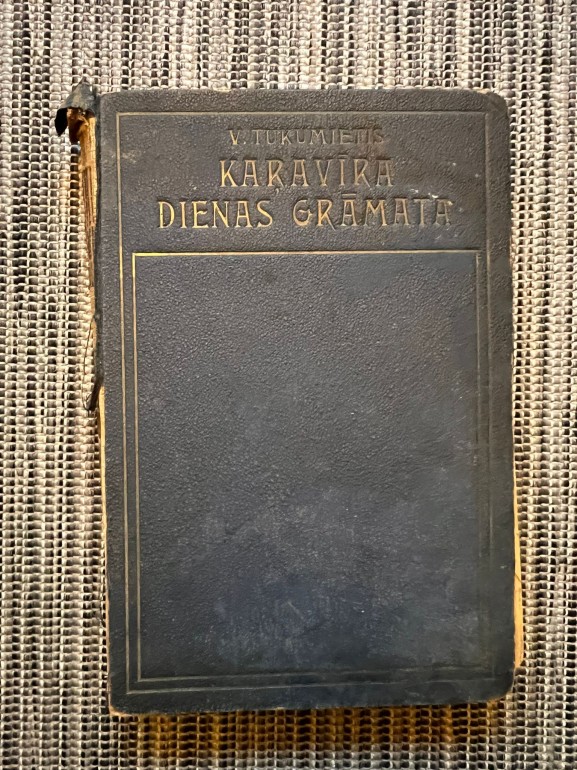 V. TUKUMIETIS
KAŖAVĪRA
DIENAS GRĀMATA